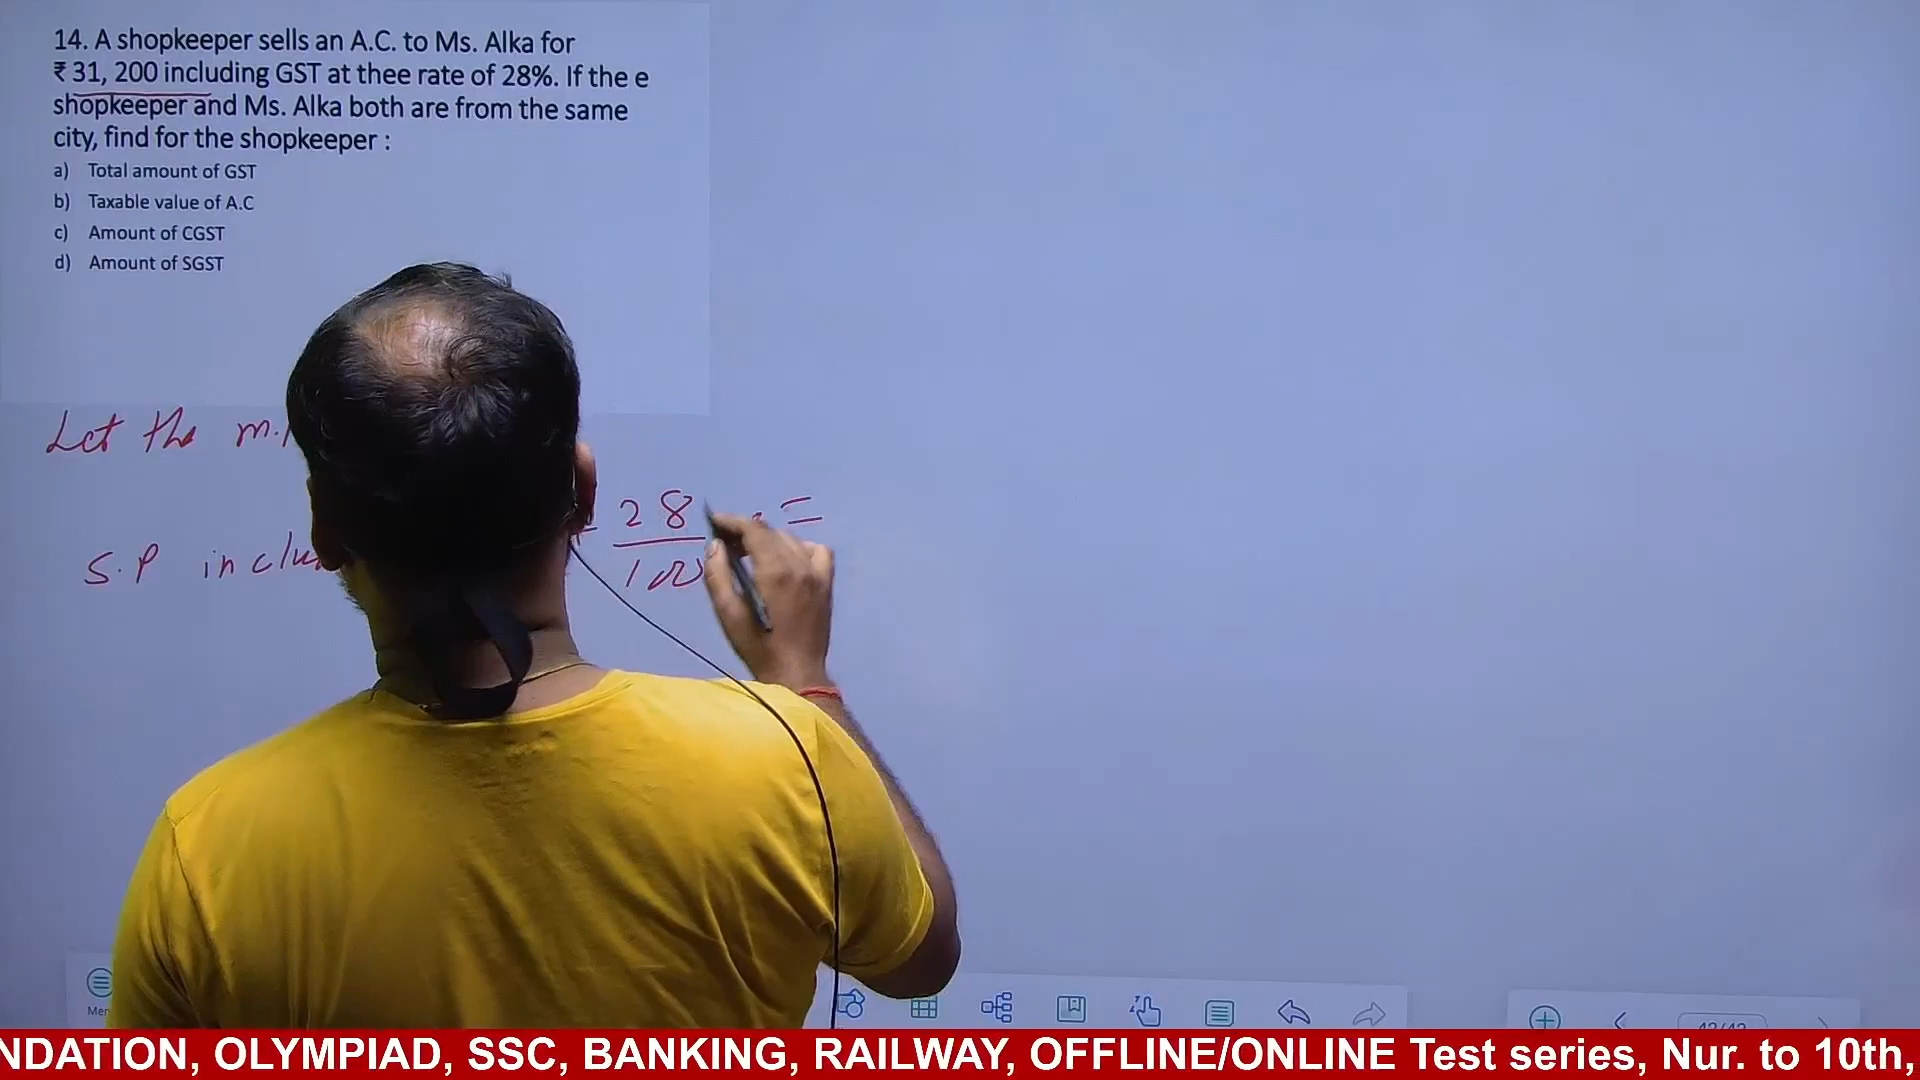 14. A shopkeeper sells an A.C. to Ms. Alka for
₹ 31, 200 including GST at thee rate of 28%. If the e
shopkeeper and Ms. Alka both are from the same
city, find for the shopkeeper :
a) Total amount of GST
b) Taxable value of A.C
c) Amount of CGST
d) Amount of SGST
Let the m.
28 =
S.P inclu
100
NDATION, OLYMPIAD, SSC, BANKING, RAILWAY, OFFLINE/ONLINE Test series, Nur. to 10th,